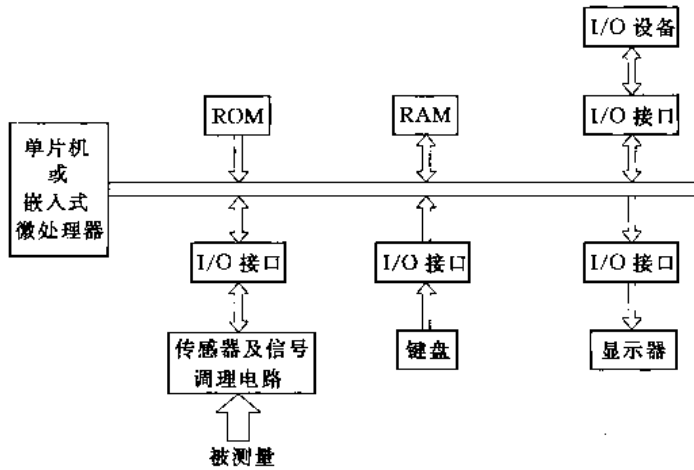 I/O 设备
ROM
RAM
I/O 接口
单片机
或
嵌入式
微处理器
I/O 接口
I/O 接口
I/O 接口
传感器及信号
调理电路
键盘
显示器
被测量